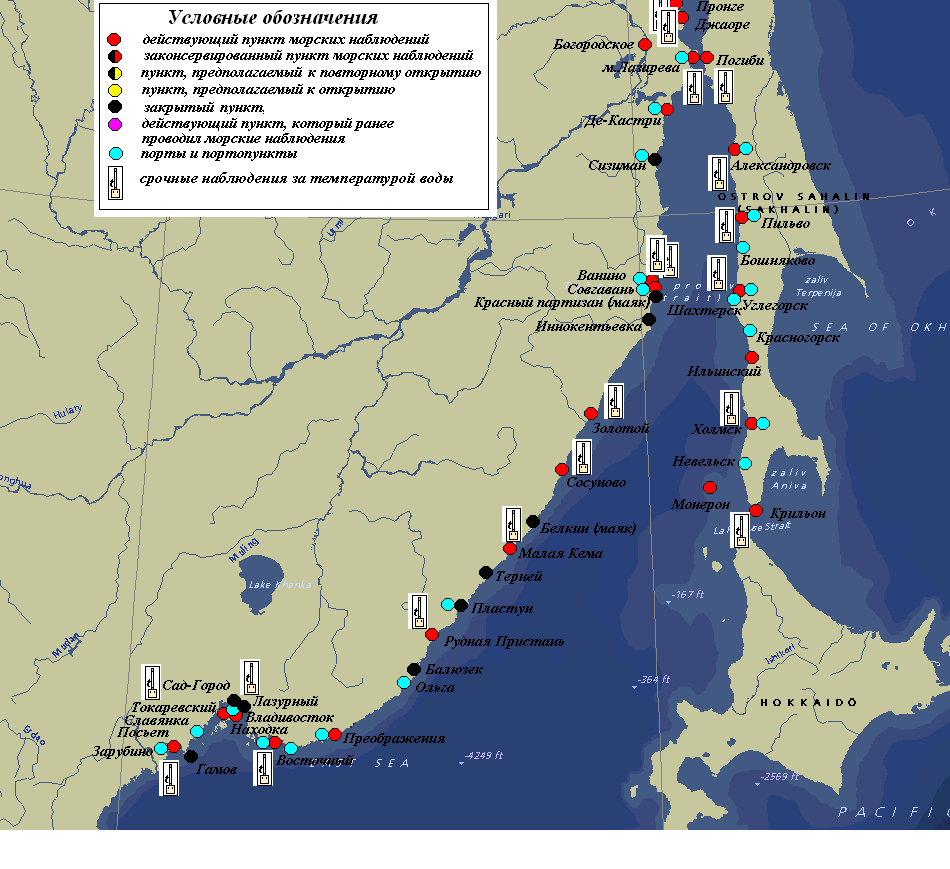 Условные обозначения
действующий пункт морских наблюдений
законсервированный пункт морских наблюдений
пункт, предполагаемый к повторному открытию
пункт, предполагаемый к открытию
закрытый пункт,
действующий пункт, который ранее
проводил морские наблюдения
порты и портопункты
t
срочные наблюдения за температурой воды
Пронге
Джаоре
Богородское
м.Лазарева
Погиби
Де-Кастри
Сизиман
Александровск
OSTROV SAHALIN
(SAKHALIN)
Пильво
Бошняково
Ванино
Совгавань
Красный партизан (маяк)
Иннокентьевка
zaliv
Terpenija
Углегорск
Шахтерск
SEA OF OKH
O K
Красногорск
Ильинский
Золотой
Холмск
Сосуново
Невельск
zaliv
Aniva
Монерон
Крильон
Hulan
Белкин (маяк)
Малая Кема
Muling
Терней
Lake Khanka
-167 ft
Пластун
Рудная Пристань
Mudan
Ishikari
Балюзек
Ольга
-364 ft
HOKKAIDO
Сад-Город
Лазурный
Токаревский
Славянка
Владивосток
Посьет
Находка
Преображения
Зарубино
Восточный
SEA
-4249 ft
Гамов
-2569 ft
PACIFIC